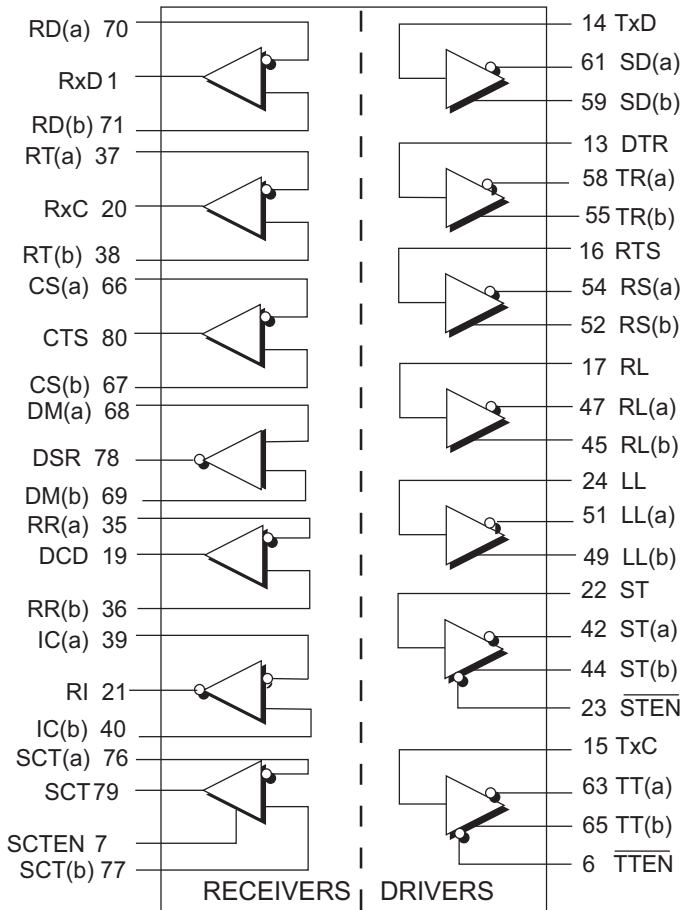 RD(a) 70
RxD 1
RD(b) 71
RT(a) 37
RxC 20
RT(b) 38
CS(a) 66
CTS 80
CS(b) 67
DM(a) 68
DSR 78
DM(b) 69
RR(a) 35
DCD 19
RR(b) 36
IC(a) 39
RI 21
IC(b) 40
SCT(a) 76
SCT79
SCTEN 7
SCT(b) 77
RECEIVERS
14 TxD
61 SD(a)
59 SD(b)
13 DTR
58 TR(a)
55 TR(b)
16 RTS
54 RS(a)
52 RS(b)
17 RL
47 RL(a)
45 RL(b)
24 LL
51 LL(a)
49 LL(b)
22 ST
42 ST(a)
44 ST(b)
23 S̅T̅E̅N̅
15 TxC
63 TT(a)
65 TT(b)
6 T̅T̅E̅N̅
DRIVERS